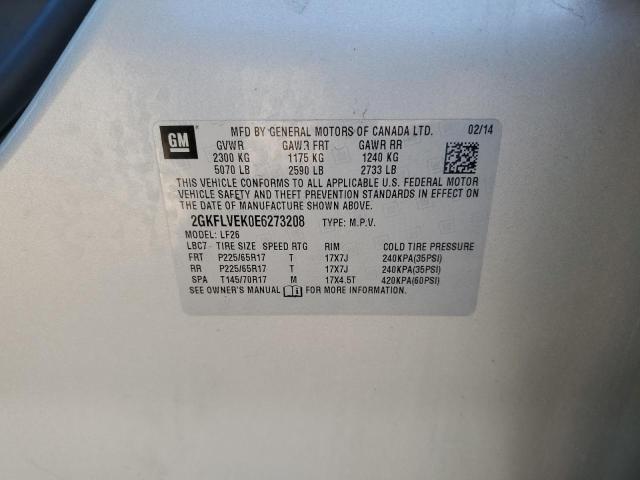 GM
MFD BY GENERAL MOTORS OF CANADA LTD. 02/14
GVWR GAWR FRT GAWR RR
2300 KG 1175 KG 1240 KG
5070 LB 2590 LB 2733 LB
THIS VEHICLE CONFORMS TO ALL APPLICABLE U.S. FEDERAL MOTOR
VEHICLE SAFETY AND THEFT PREVENTION STANDARDS IN EFFECT ON
THE DATE OF MANUFACTURE SHOWN ABOVE.
2GKFLVEK0E6273208 TYPE: M.P.V.
MODEL: LF26
LBC7 TIRE SIZE SPEED RTG RIM COLD TIRE PRESSURE
FRT P225/65R17 T 17X7J 240KPA(35PSI)
RR P225/65R17 T 17X7J 240KPA(35PSI)
SPA T145/70R17 M 17X4.5T 420KPA(60PSI)
SEE OWNER'S MANUAL FOR MORE INFORMATION.